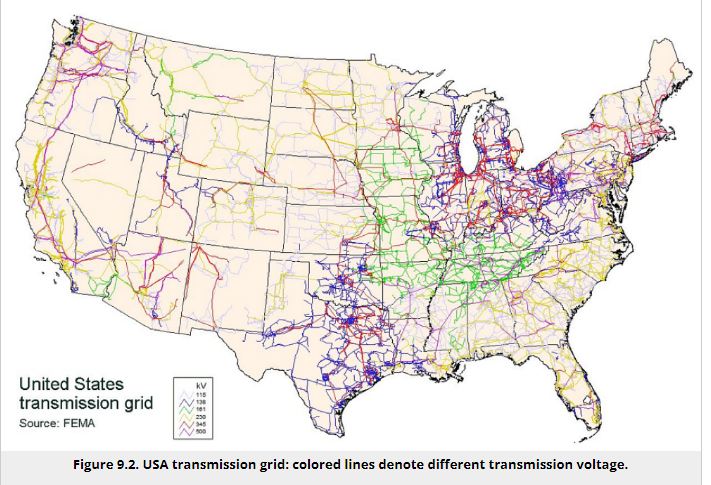 United States
transmission grid
Source: FEMA
kV
115
138
161
230
345
500
Figure 9.2. USA transmission grid: colored lines denote different transmission voltage.